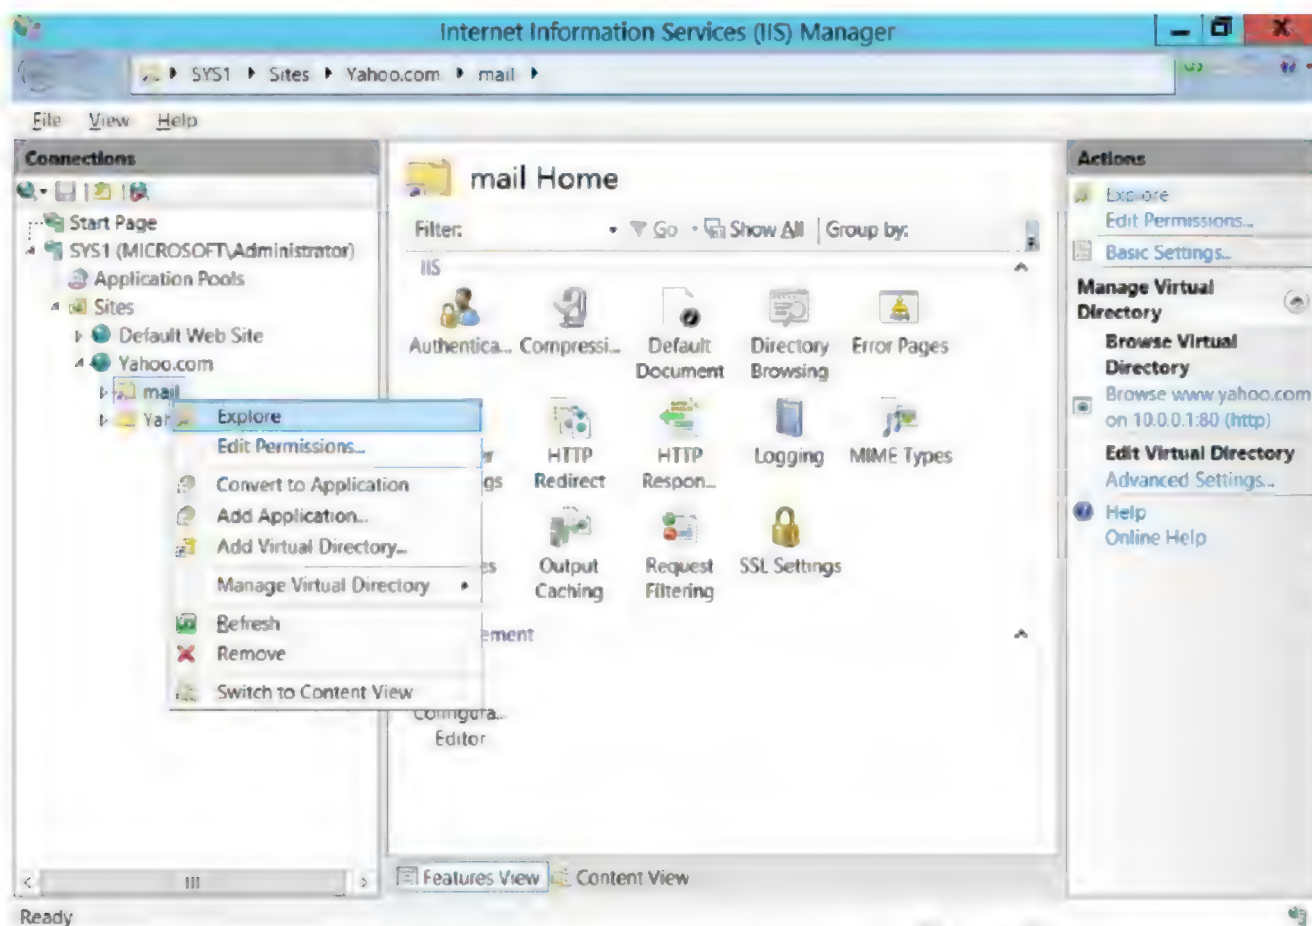 Internet Information Services (IIS) Manager
SYS1 Sites Yahoo.com mail
File View Help
Connections
Start Page
SYS1 (MICROSOFT\Administrator)
Application Pools
Sites
Default Web Site
Yahoo.com
mail
Yah
Explore
Edit Permissions...
Convert to Application
Add Application...
Add Virtual Directory...
Manage Virtual Directory
Refresh
Remove
Switch to Content View
mail Home
Filter: Go Show All Group by:
IIS
Authentica... Compressi... Default Document Directory Browsing Error Pages
gs HTTP Redirect HTTP Respon... Logging MIME Types
es Output Caching Request Filtering SSL Settings
ement
Configura... Editor
Features View Content View
Actions
Explore
Edit Permissions...
Basic Settings...
Manage Virtual
Directory
Browse Virtual
Directory
Browse www.yahoo.com
on 10.0.0.1:80 (http)
Edit Virtual Directory
Advanced Settings...
Help
Online Help
Ready